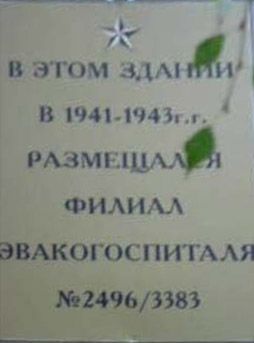 В ЭТОМ ЗДАНИИ
В 1941-1943г.г.
РАЗМЕЩАЛСЯ
ФИЛИАЛ
ЭВАКОГОСПИТАЛЯ
№2496/3383